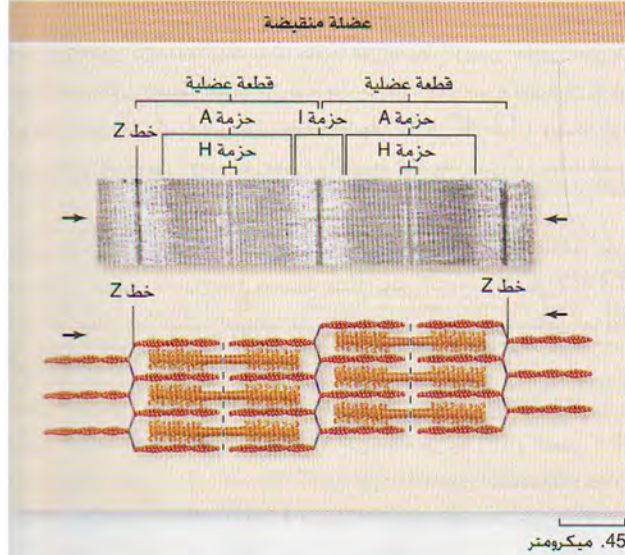 عضلة منقبضة
قطعة عضلية
قطعة عضلية
حزمة A
حزمة I
حزمة A
خط Z
حزمة H
حزمة H
خط Z
خط Z
.45 ميكرومتر